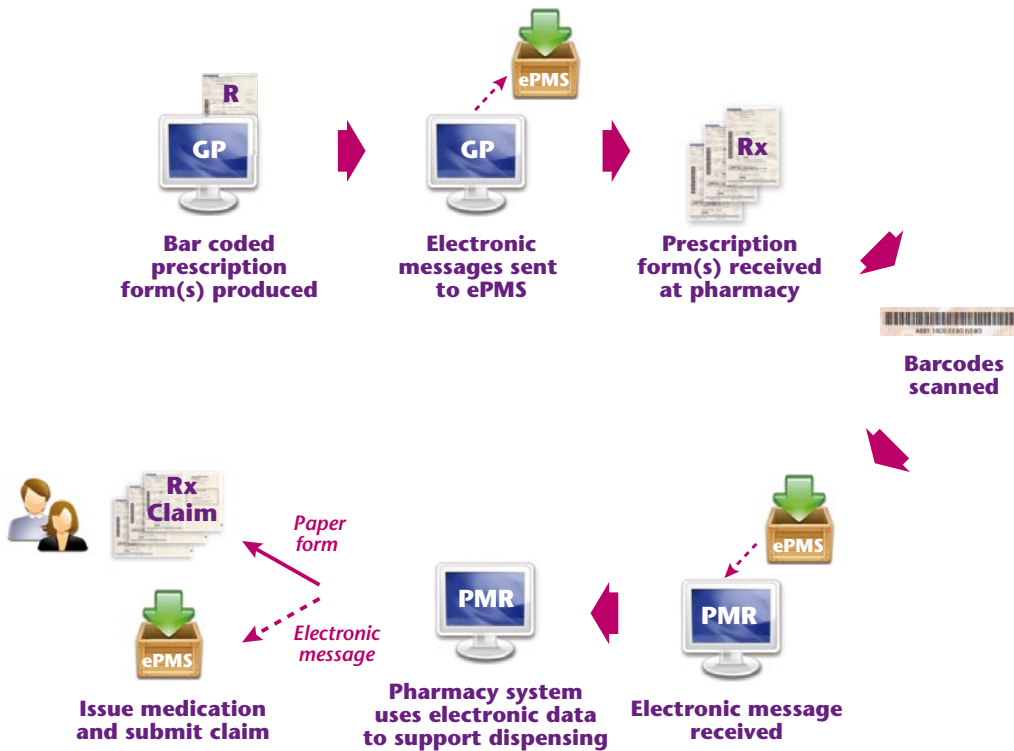 R
GP
Bar coded
prescription
form(s) produced
ePMS
GP
Electronic
messages sent
to ePMS
Rx
Prescription
form(s) received
at pharmacy
Barcodes
scanned
ePMS
PMR
Electronic message
received
PMR
Pharmacy system
uses electronic data
to support dispensing
Paper
form
Electronic
message
Rx
Claim
ePMS
Issue medication
and submit claim